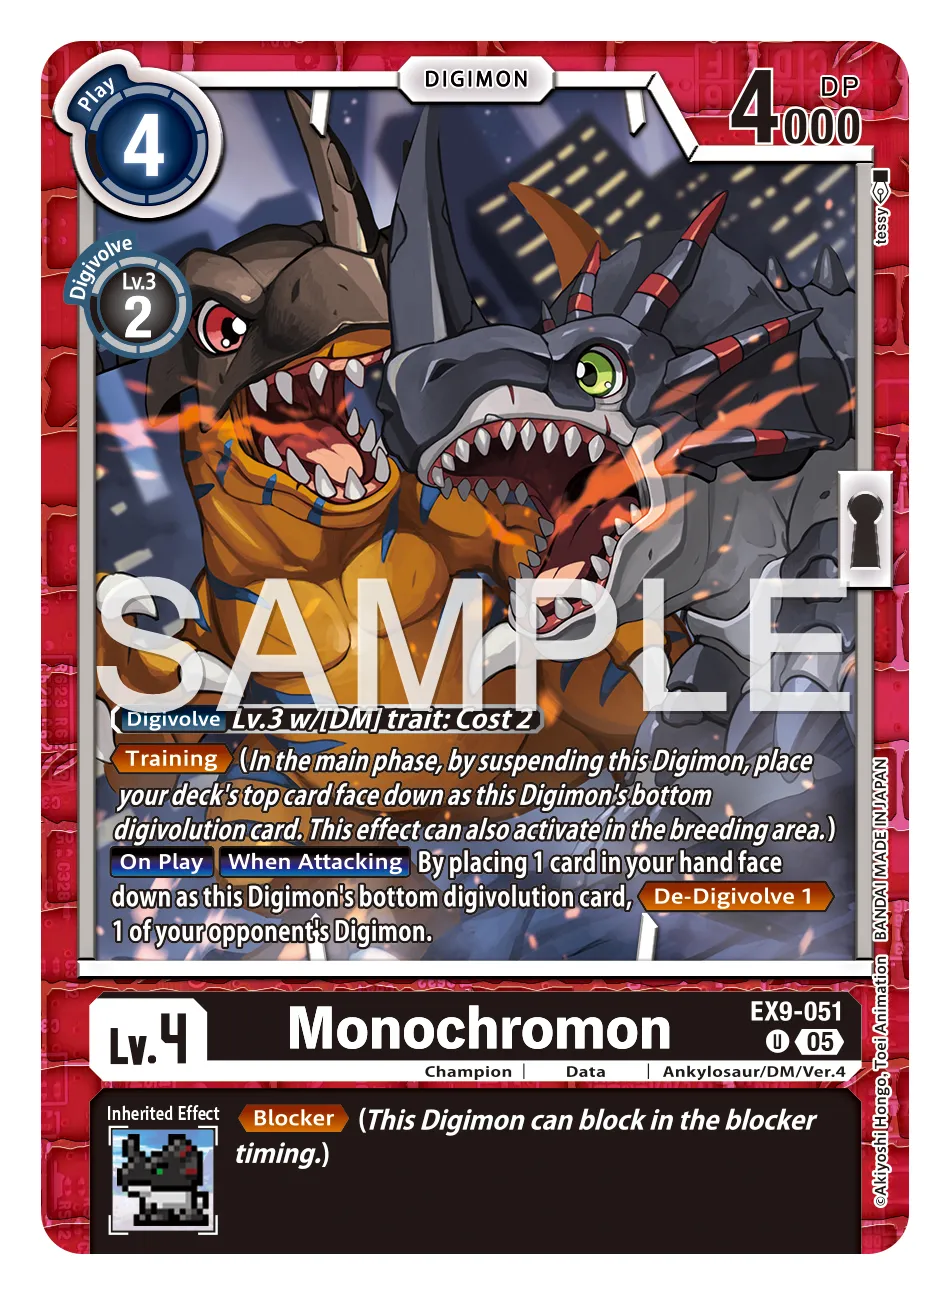 DIGIMON
Play
4
DP
4000
Digivolve
Lv.3
2
tessy
SAMPLE
Digivolve Lv.3 w/[DM] trait: Cost 2
Training (In the main phase, by suspending this Digimon, place
your deck's top card face down as this Digimon's bottom
digivolution card. This effect can also activate in the breeding area.)
On Play When Attacking By placing 1 card in your hand face
down as this Digimon's bottom digivolution card, De-Digivolve 1
1 of your opponent's Digimon.
©Akiyoshi Hongo, Toei Animation BANDAI MADE IN JAPAN
Lv.4
Monochromon
EX9-051
U 05
Champion | Data | Ankylosaur/DM/Ver.4
Inherited Effect
Blocker (This Digimon can block in the blocker
timing.)